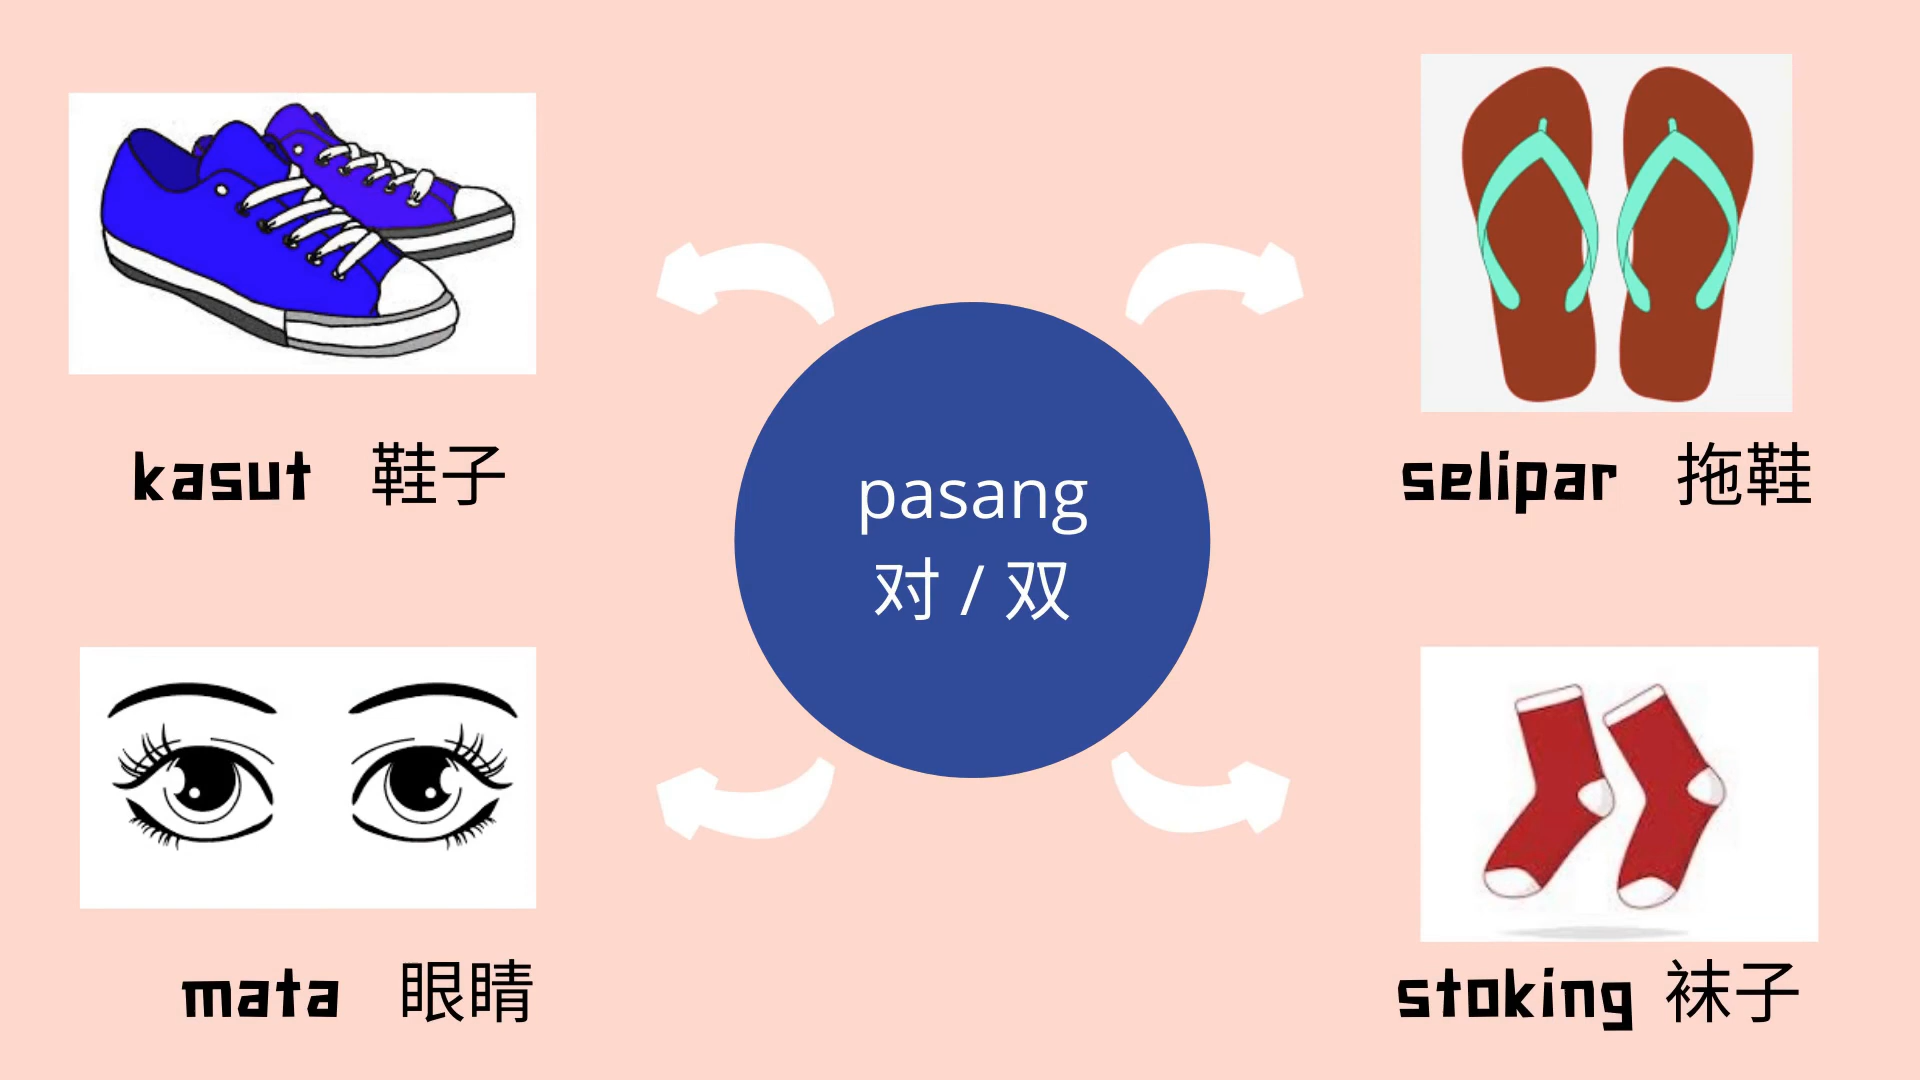 kasut 鞋子
selipar 拖鞋
pasang
对 / 双
mata 眼睛
stoking 袜子